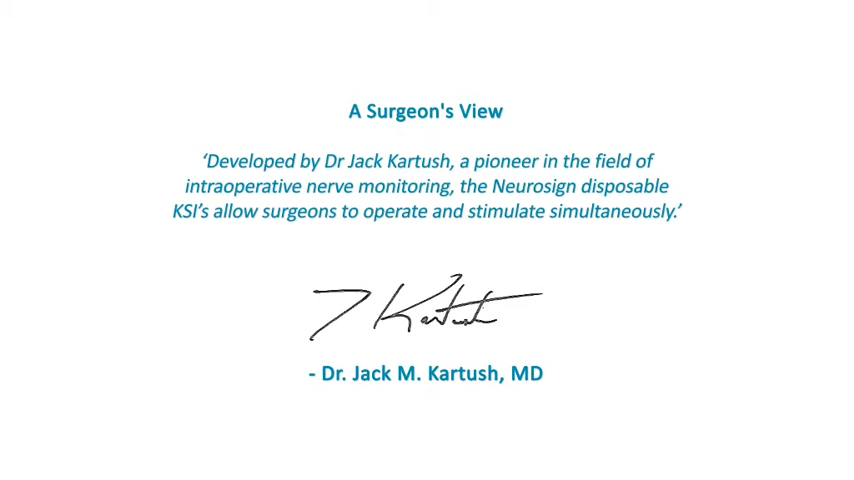 A Surgeon's View
‘Developed by Dr Jack Kartush, a pioneer in the field of
intraoperative nerve monitoring, the Neurosign disposable
KSI’s allow surgeons to operate and stimulate simultaneously.’
J Kartush
- Dr. Jack M. Kartush, MD